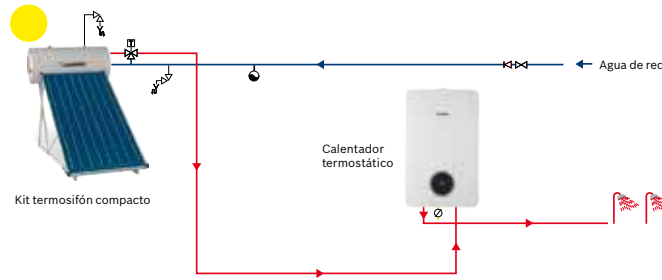 Agua de red
Calentador
termostático
Kit termosifón compacto
T